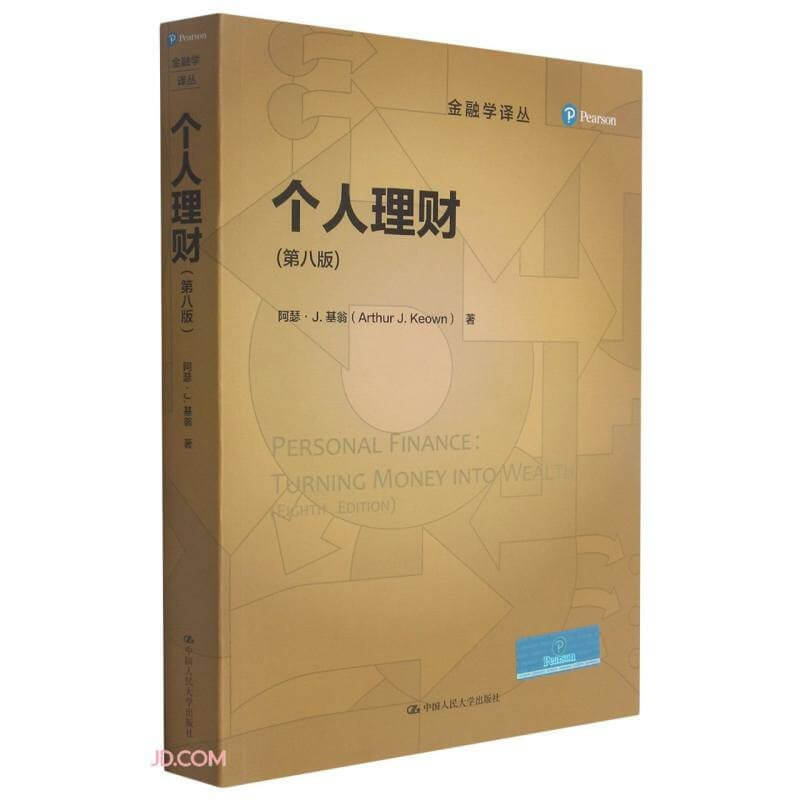 Pearson
金融学
译丛
个人理财
(第八版)
阿瑟·J.基翁 著
中国人民大学出版社
金融学译丛
Pearson
个人理财
(第八版)
阿瑟·J. 基翁(Arthur J. Keown) 著
PERSONAL FINANCE:
TURNING MONEY INTO WEALTH
(EIGHTH EDITION)
Pearson
中国人民大学出版社
JD.COM